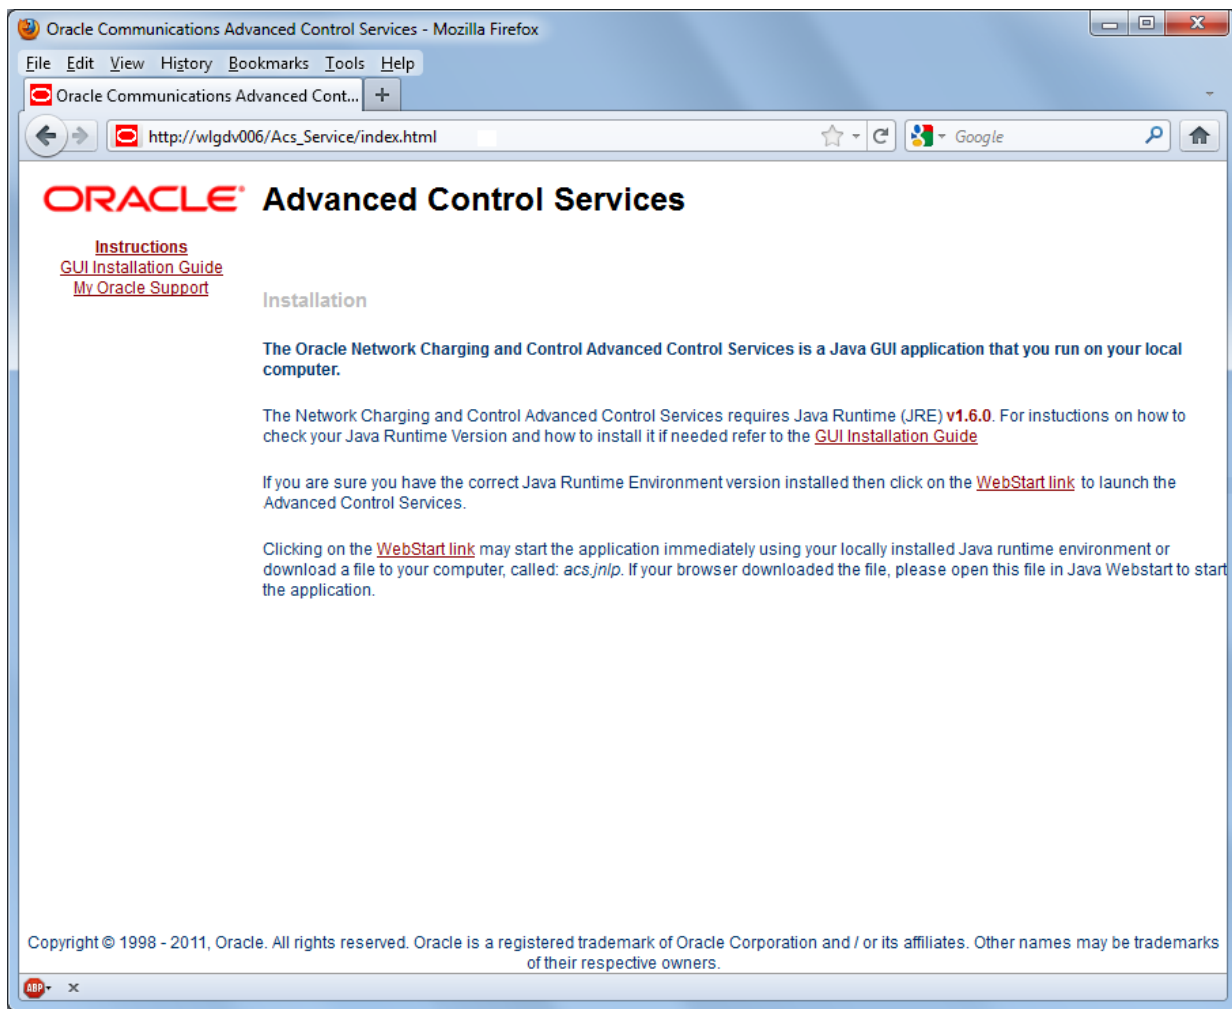 Oracle Communications Advanced Control Services - Mozilla Firefox
File Edit View History Bookmarks Tools Help
Oracle Communications Advanced Cont... +
http://wlgdv006/Acs_Service/index.html
Google
ORACLE Advanced Control Services
Instructions
GUI Installation Guide
My Oracle Support
Installation
The Oracle Network Charging and Control Advanced Control Services is a Java GUI application that you run on your local
computer.
The Network Charging and Control Advanced Control Services requires Java Runtime (JRE) v1.6.0. For instuctions on how to
check your Java Runtime Version and how to install it if needed refer to the GUI Installation Guide
If you are sure you have the correct Java Runtime Environment version installed then click on the WebStart link to launch the
Advanced Control Services.
Clicking on the WebStart link may start the application immediately using your locally installed Java runtime environment or
download a file to your computer, called: acs.jnlp. If your browser downloaded the file, please open this file in Java Webstart to start
the application.
Copyright © 1998 - 2011, Oracle. All rights reserved. Oracle is a registered trademark of Oracle Corporation and / or its affiliates. Other names may be trademarks
of their respective owners.
ABP